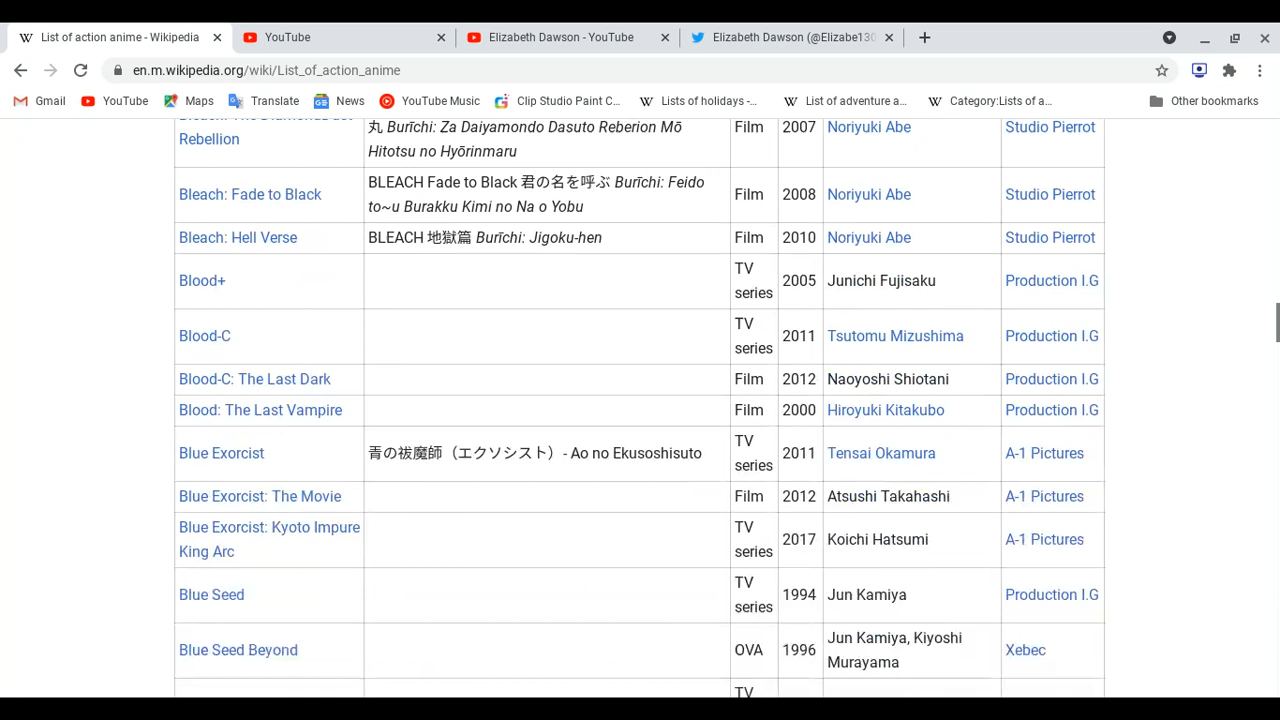 List of action anime - Wikipedia
YouTube
Elizabeth Dawson - YouTube
Elizabeth Dawson (@Elizabe130
en.m.wikipedia.org/wiki/List_of_action_anime
Gmail
YouTube
Maps
Translate
News
YouTube Music
Clip Studio Paint C...
Lists of holidays -...
List of adventure a...
Category:Lists of a...
Other bookmarks
Rebellion
丸 Burīchi: Za Daiyamondo Dasuto Reberion Mō
Hitotsu no Hyōrinmaru
Film
2007
Noriyuki Abe
Studio Pierrot
Bleach: Fade to Black
BLEACH Fade to Black 君の名を呼ぶ Burīchi: Feido
to~u Burakku Kimi no Na o Yobu
Film
2008
Noriyuki Abe
Studio Pierrot
Bleach: Hell Verse
BLEACH 地獄篇 Burīchi: Jigoku-hen
Film
2010
Noriyuki Abe
Studio Pierrot
Blood+
TV
series
2005
Junichi Fujisaku
Production I.G
Blood-C
TV
series
2011
Tsutomu Mizushima
Production I.G
Blood-C: The Last Dark
Film
2012
Naoyoshi Shiotani
Production I.G
Blood: The Last Vampire
Film
2000
Hiroyuki Kitakubo
Production I.G
Blue Exorcist
青の祓魔師（エクソシスト）- Ao no Ekusoshisuto
TV
series
2011
Tensai Okamura
A-1 Pictures
Blue Exorcist: The Movie
Film
2012
Atsushi Takahashi
A-1 Pictures
Blue Exorcist: Kyoto Impure
King Arc
TV
series
2017
Koichi Hatsumi
A-1 Pictures
Blue Seed
TV
series
1994
Jun Kamiya
Production I.G
Blue Seed Beyond
OVA
1996
Jun Kamiya, Kiyoshi
Murayama
Xebec
TV